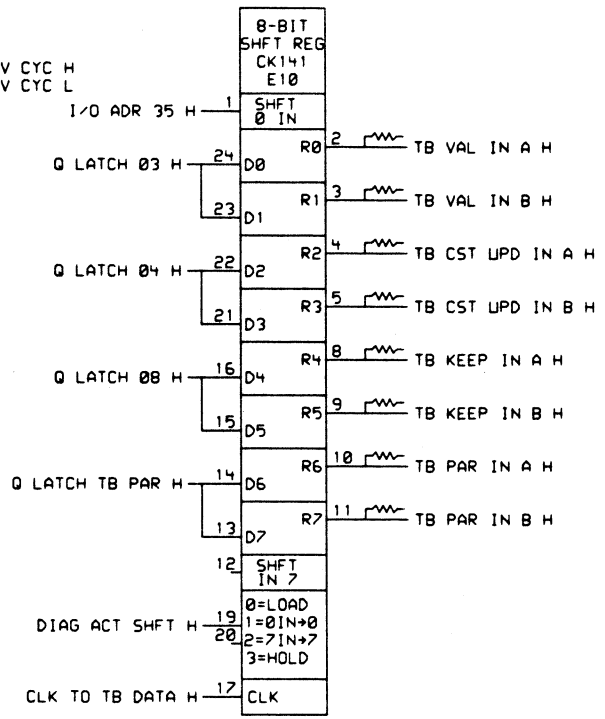 8-BIT
SHFT REG
CK141
E10
V CYC H
V CYC L
I/O ADR 35 H 1 SHFT 0 IN
R0 2 TB VAL IN A H
Q LATCH 03 H 24 D0
R1 3 TB VAL IN B H
23 D1
R2 4 TB CST UPD IN A H
Q LATCH 04 H 22 D2
R3 5 TB CST UPD IN B H
21 D3
R4 8 TB KEEP IN A H
Q LATCH 08 H 16 D4
R5 9 TB KEEP IN B H
15 D5
R6 10 TB PAR IN A H
Q LATCH TB PAR H 14 D6
R7 11 TB PAR IN B H
13 D7
12 SHFT IN 7
0=LOAD
DIAG ACT SHFT H 19 1=0IN→0
20 2=7IN→7
3=HOLD
CLK TO TB DATA H 17 CLK